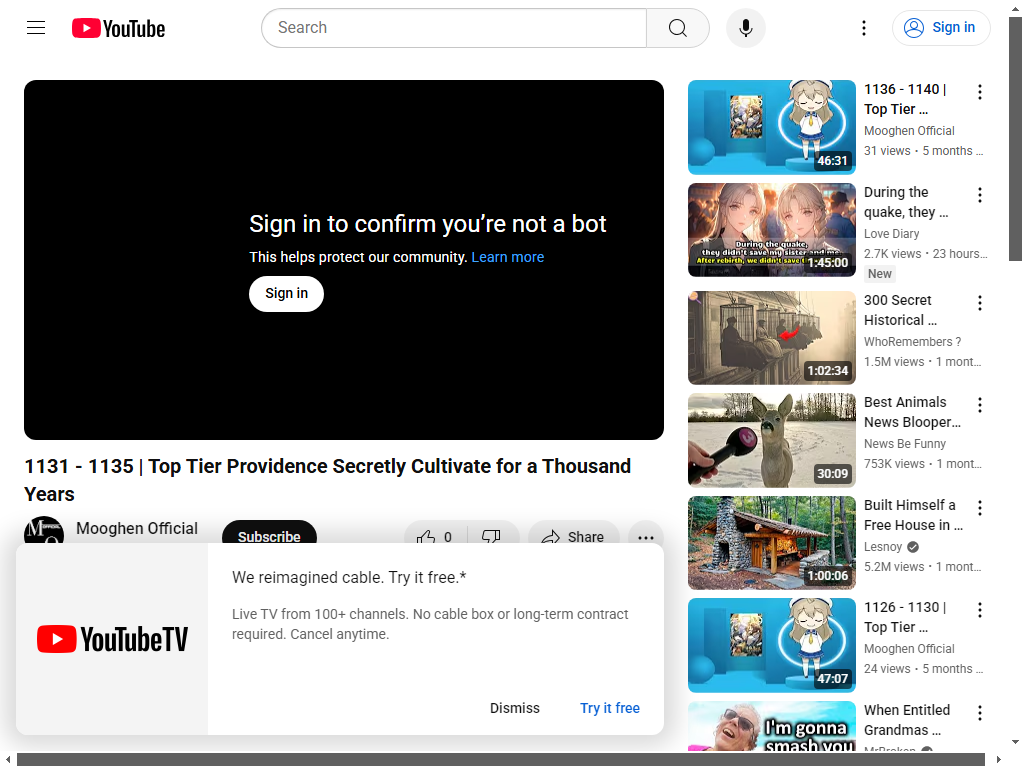 YouTube
Search
Sign in
Sign in to confirm you're not a bot
This helps protect our community. Learn more
Sign in
1131 - 1135 | Top Tier Providence Secretly Cultivate for a Thousand
Years
Mooghen Official
Subscribe
0
Share
YouTubeTV
We reimagined cable. Try it free.*
Live TV from 100+ channels. No cable box or long-term contract
required. Cancel anytime.
Dismiss
Try it free
46:31
1136 - 1140 |
Top Tier ...
Mooghen Official
31 views • 5 months ...
During the quake,
they didn't save my sister and me.
1:45:00
During the
quake, they ...
Love Diary
2.7K views • 23 hours...
New
1:02:34
300 Secret
Historical ...
WhoRemembers ?
1.5M views • 1 mont...
30:09
Best Animals
News Blooper...
News Be Funny
753K views • 1 mont...
1:00:06
Built Himself a
Free House in ...
Lesnoy
5.2M views • 1 mont...
47:07
1126 - 1130 |
Top Tier ...
Mooghen Official
24 views • 5 months ...
I'm gonna
smash you
When Entitled
Grandmas ...
MrBroken